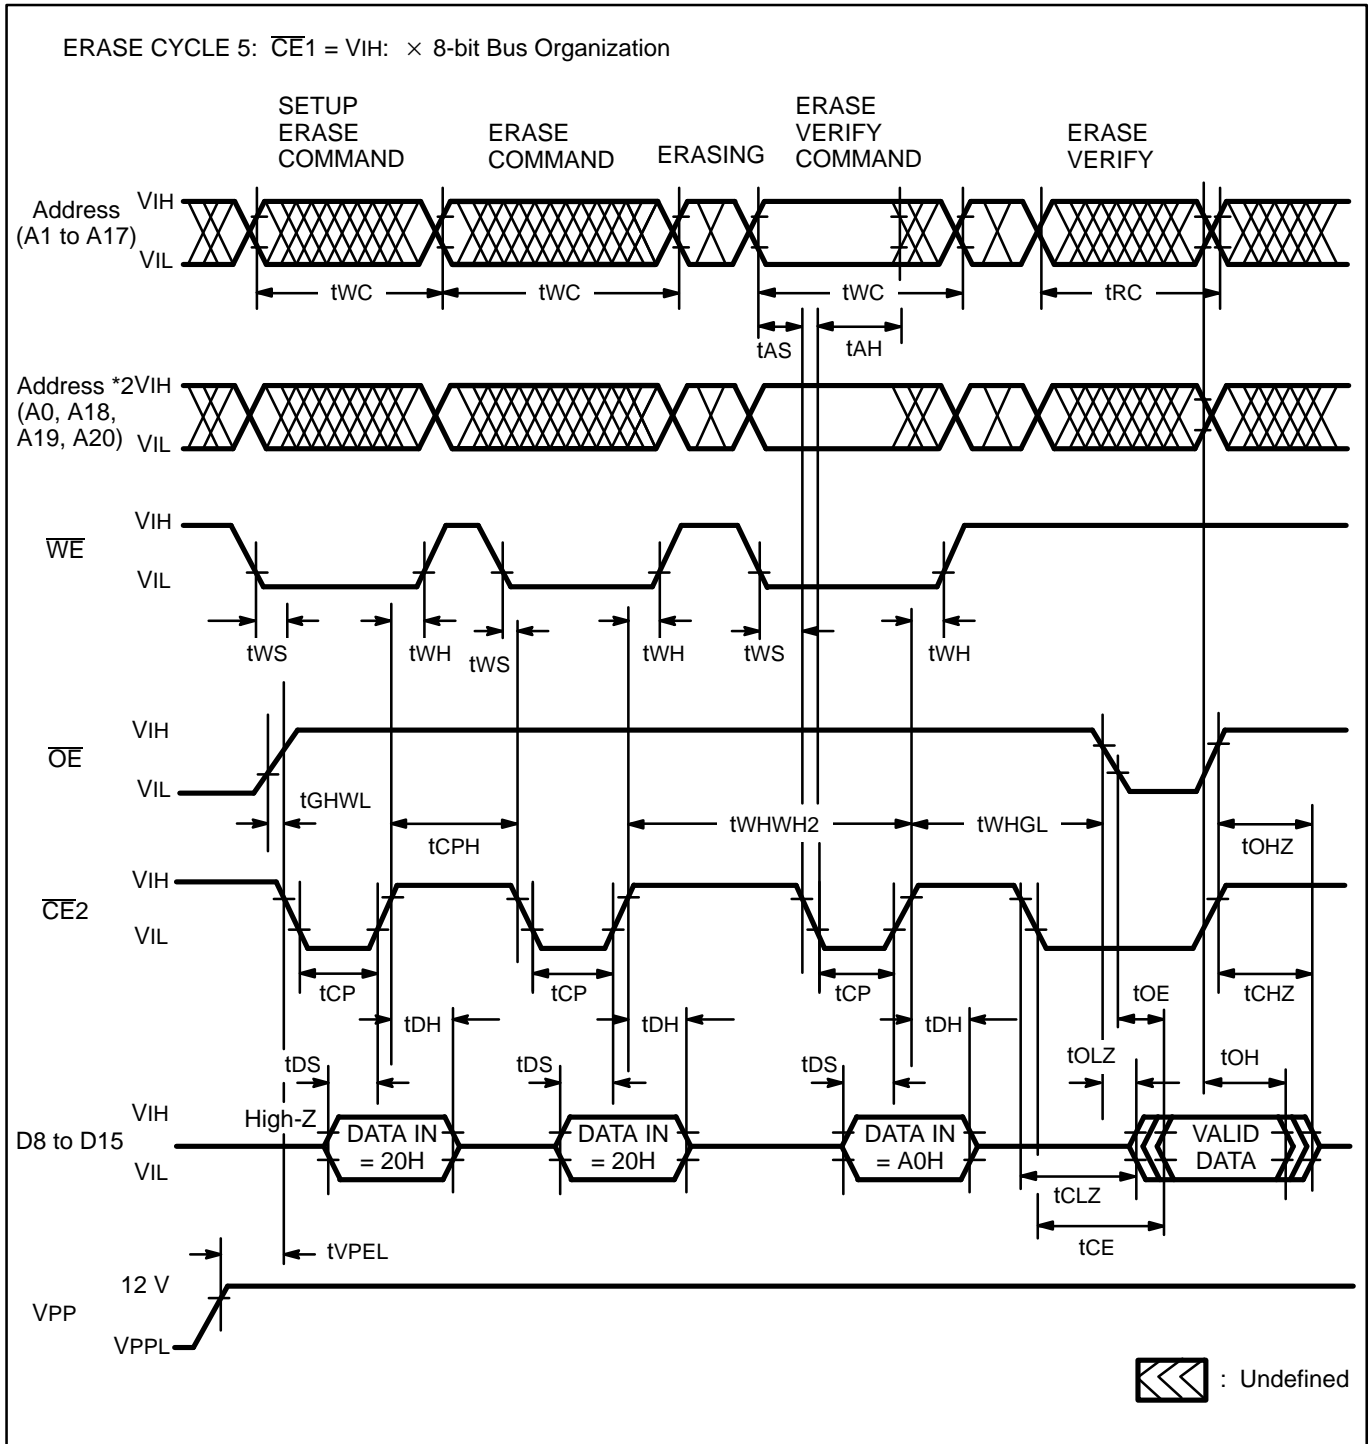 ERASE CYCLE 5: C̅E̅1 = VIH: × 8-bit Bus Organization
SETUP
ERASE
COMMAND
ERASE
COMMAND
ERASING
ERASE
VERIFY
COMMAND
ERASE
VERIFY
Address
(A1 to A17)
VIH
VIL
tWC
tWC
tWC
tRC
tAS
tAH
Address *2
(A0, A18,
A19, A20)
VIH
VIL
W̅E̅
VIH
VIL
tWS
tWH
tWS
tWH
tWS
tWH
O̅E̅
VIH
VIL
tGHWL
tCPH
tWHWH2
tWHGL
tOHZ
C̅E̅2
VIH
VIL
tCP
tCP
tCP
tOE
tCHZ
tDH
tDH
tDH
tDS
tDS
tDS
tOLZ
tOH
D8 to D15
VIH
VIL
High-Z
DATA IN
= 20H
DATA IN
= 20H
DATA IN
= A0H
VALID
DATA
tCLZ
tCE
tVPEL
VPP
12 V
VPPL
: Undefined